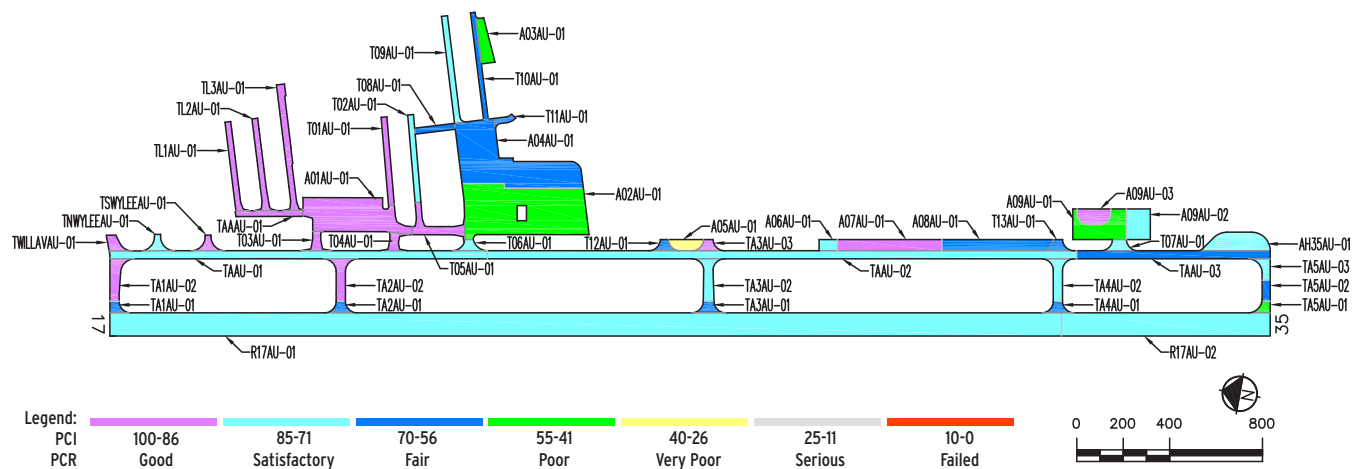 A03AU-01
T09AU-01
T10AU-01
T08AU-01
TL3AU-01
T02AU-01
TL2AU-01
T11AU-01
T01AU-01
A04AU-01
TL1AU-01
A01AU-01
A02AU-01
TSWYLEEAU-01
TNWYLEEAU-01
TAAAU-01
A09AU-03
A09AU-01
A09AU-02
A05AU-01
A06AU-01
A07AU-01
A08AU-01
T13AU-01
TWILLAVAU-01
T03AU-01
T04AU-01
T06AU-01
T12AU-01
TA3AU-03
T07AU-01
AH35AU-01
T05AU-01
TAAU-01
TAAU-02
TAAU-03
TA5AU-03
TA1AU-02
TA2AU-02
TA3AU-02
TA4AU-02
TA5AU-02
TA1AU-01
TA2AU-01
TA3AU-01
TA4AU-01
TA5AU-01
17
35
R17AU-01
R17AU-02
N
Legend:
PCI 100-86 85-71 70-56 55-41 40-26 25-11 10-0
PCR Good Satisfactory Fair Poor Very Poor Serious Failed
0 200 400 800